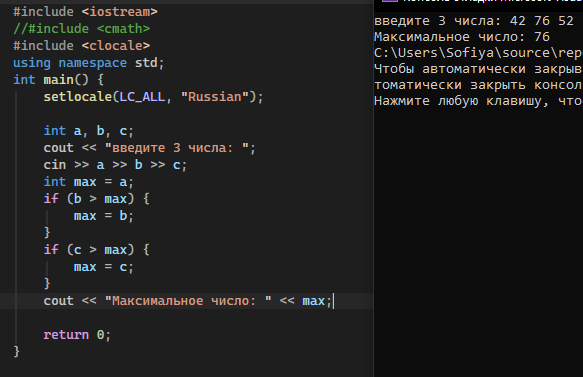 #include <iostream>
//#include <cmath>
#include <clocale>
using namespace std;
int main() {
setlocale(LC_ALL, "Russian");
int a, b, c;
cout << "введите 3 числа: ";
cin >> a >> b >> c;
int max = a;
if (b > max) {
max = b;
}
if (c > max) {
max = c;
}
cout << "Максимальное число: " << max;
return 0;
}
введите 3 числа: 42 76 52
Максимальное число: 76
C:\Users\Sofiya\source\rep
Чтобы автоматически закрыв
томатически закрыть консол
Нажмите любую клавишу, что